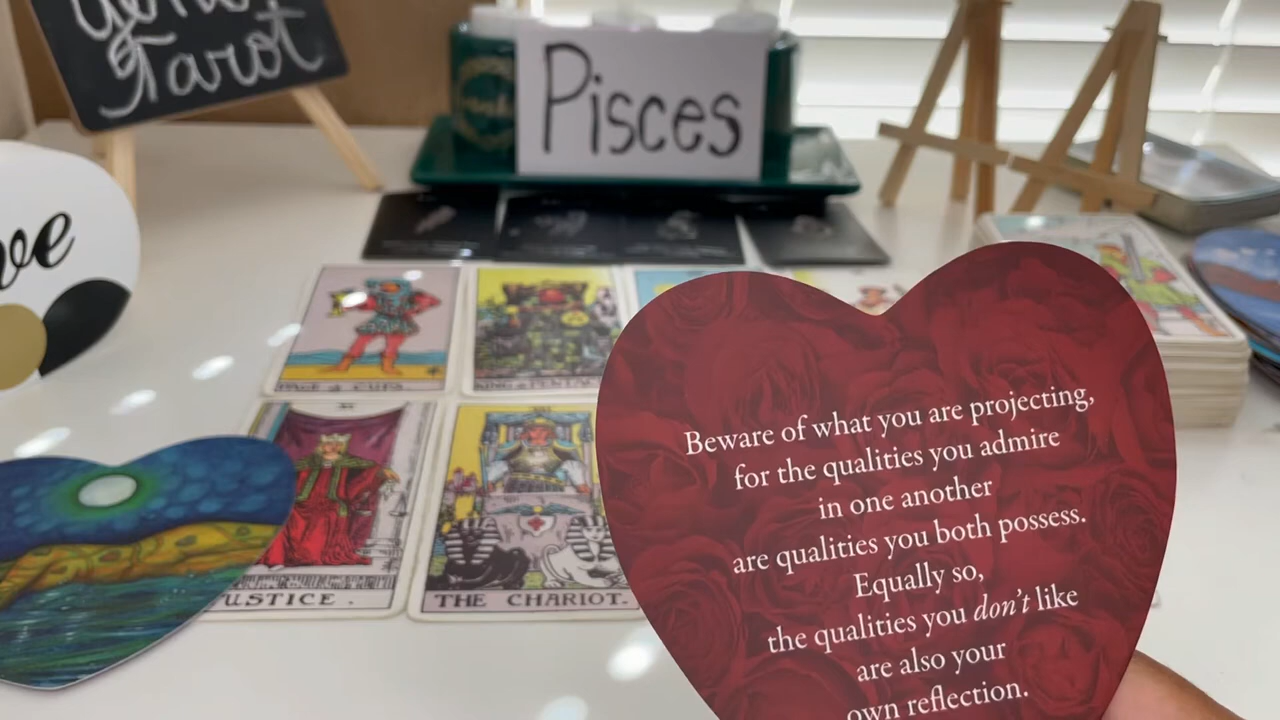 Tarot
Pisces
PAGE of CUPS.
KING of PENTA
USTICE.
THE CHARIOT.
Beware of what you are projecting,
for the qualities you admire
in one another
are qualities you both possess.
Equally so,
the qualities you don't like
are also your
own reflection.